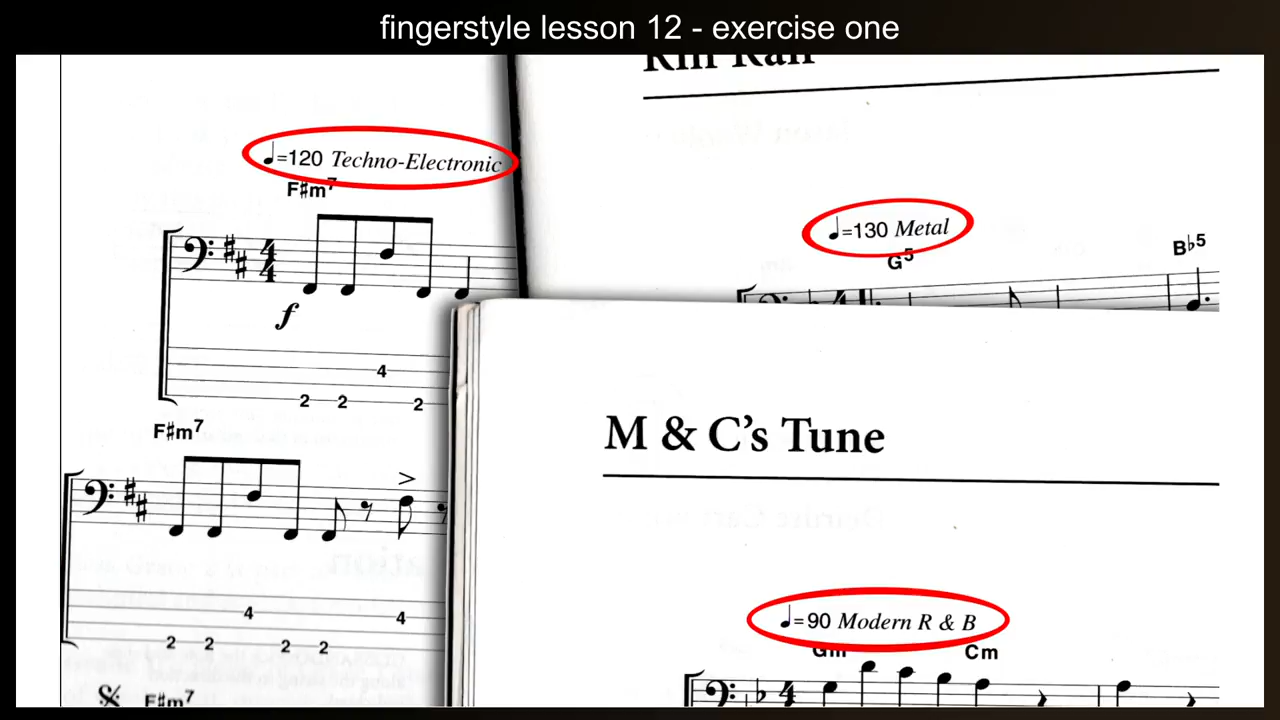 fingerstyle lesson 12 - exercise one
♩=120 Techno-Electronic
F♯m7
f
4
2 2 2
F♯m7
4 4
2 2 2 2
F♯m7
♩=130 Metal
G5 B♭5
M & C's Tune
♩=90 Modern R & B
Gm Cm